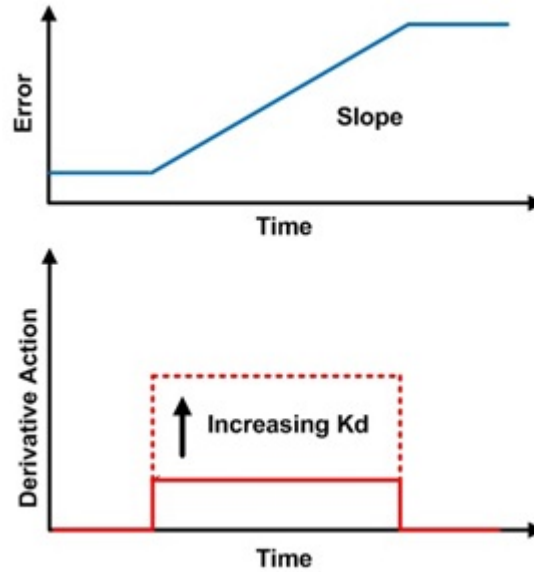 Error
Slope
Time
Derivative Action
Increasing Kd
Time